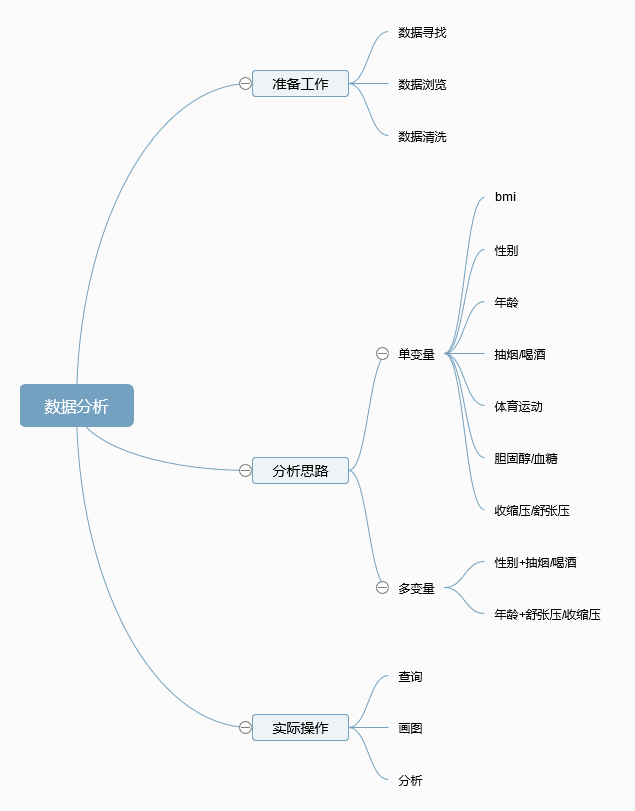 数据分析
准备工作
数据寻找
数据浏览
数据清洗
分析思路
单变量
bmi
性别
年龄
抽烟/喝酒
体育运动
胆固醇/血糖
收缩压/舒张压
多变量
性别+抽烟/喝酒
年龄+舒张压/收缩压
实际操作
查询
画图
分析